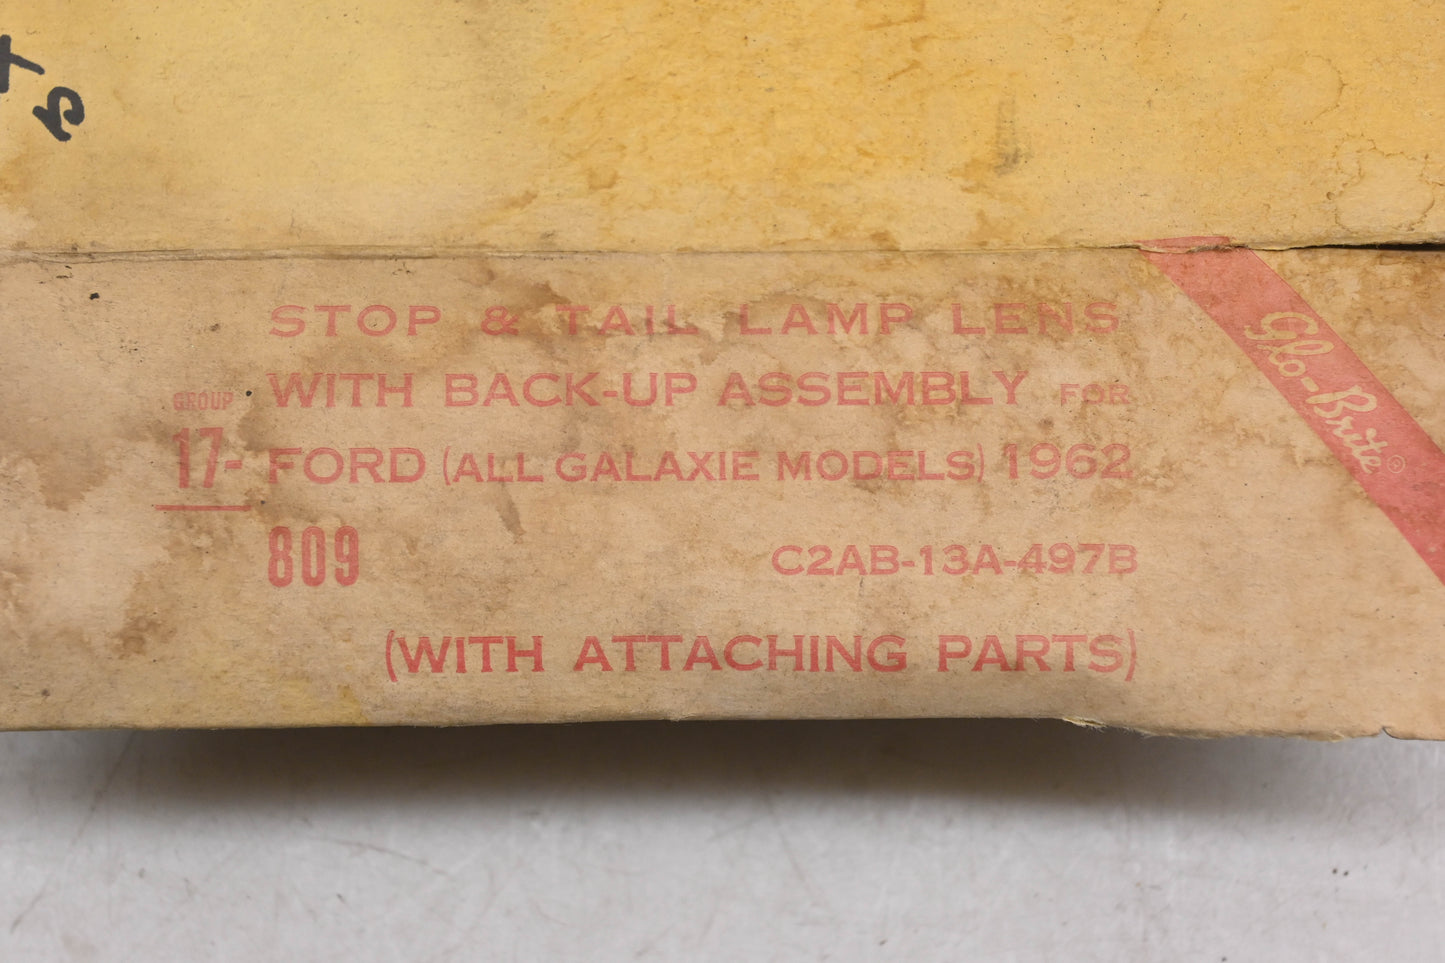 STOP & TAIL LAMP LENS
GROUP WITH BACK-UP ASSEMBLY FOR
17- FORD (ALL GALAXIE MODELS) 1962
809 C2AB-13A-497B
(WITH ATTACHING PARTS)
Glo-Brite®